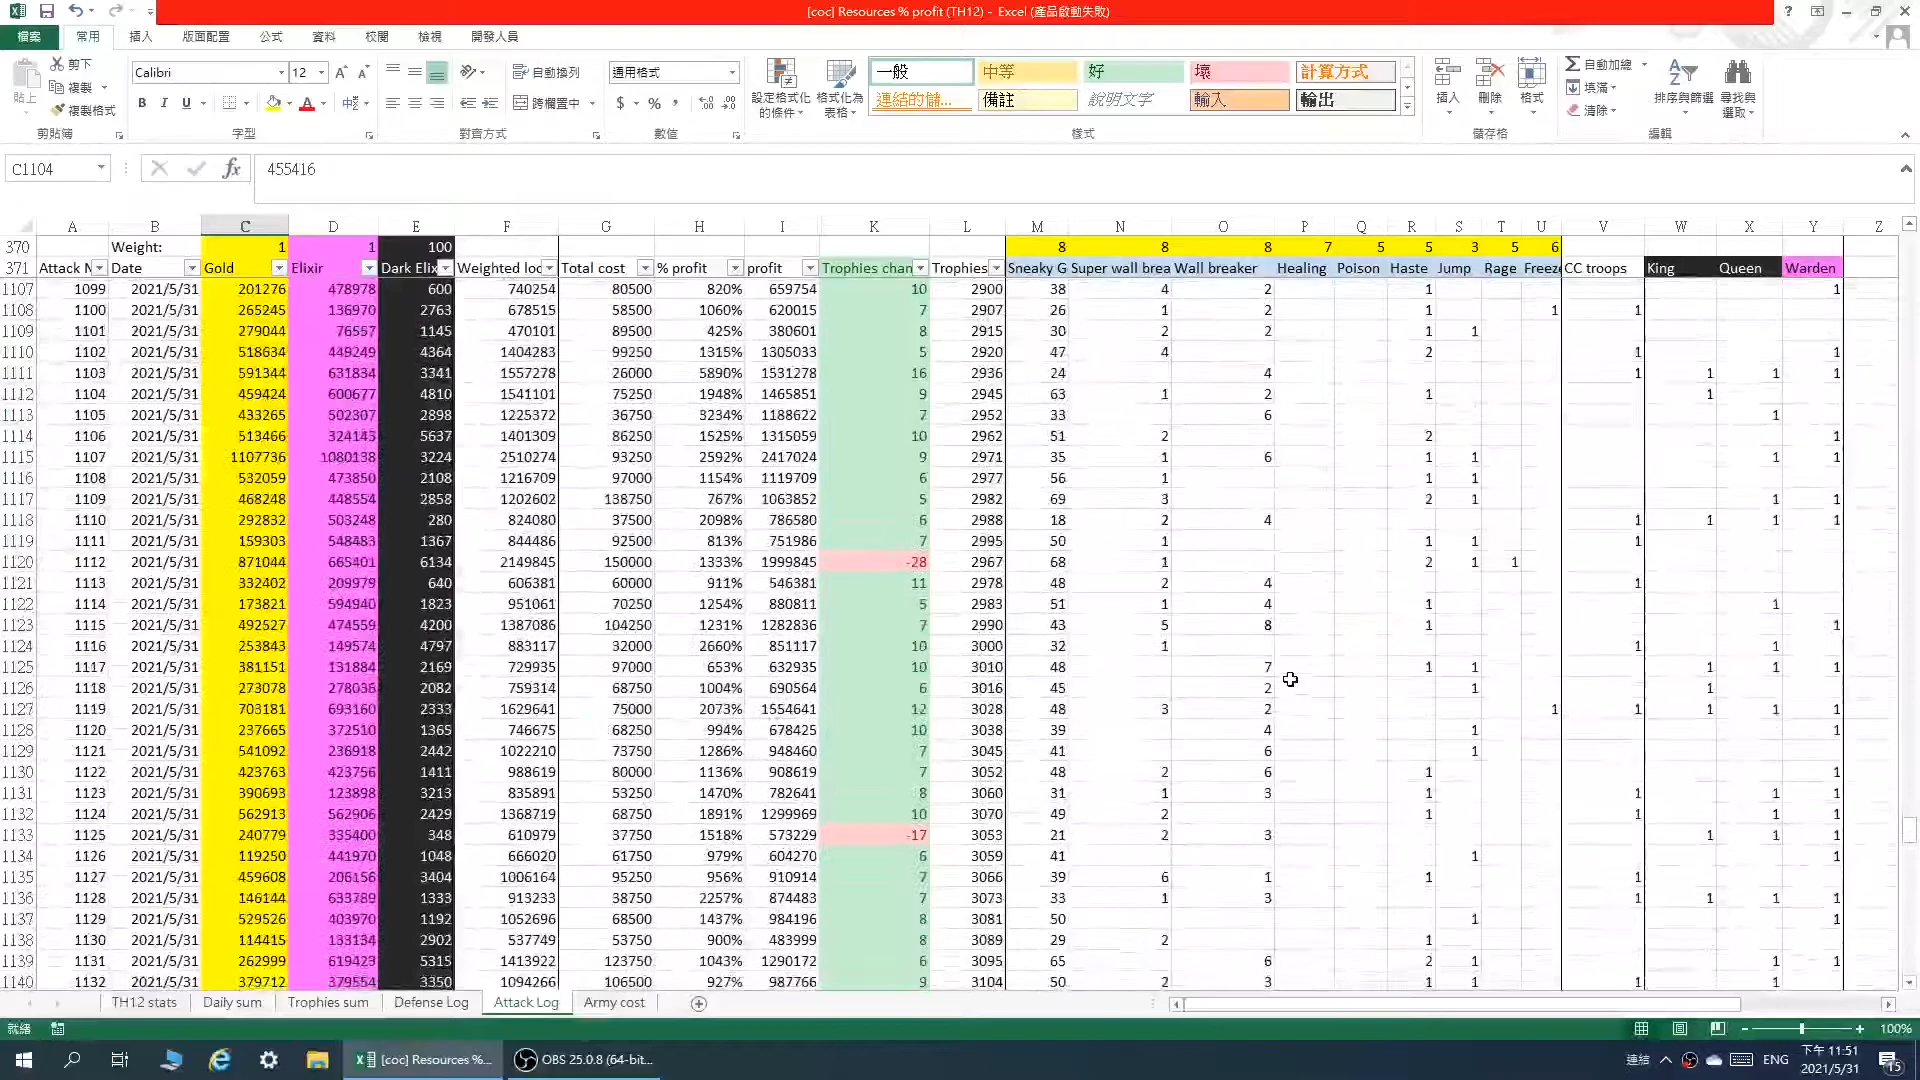 [coc] Resources % profit (TH12) - Excel (產品啟動失敗)
檔案 常用 插入 版面配置 公式 資料 校閱 檢視 開發人員
剪下
複製
複製格式
貼上
剪貼簿
Calibri 12
B I U
字型
自動換列
跨欄置中
對齊方式
通用格式
$ % ,
數值
設定格式化的條件
格式化為表格
一般 中等 好 壞 計算方式
連結的儲... 備註 說明文字 輸入 輸出
樣式
插入 刪除 格式
儲存格
自動加總
填滿
清除
排序與篩選
尋找與選取
編輯
C1104 fx 455416
A B C D E F G H I K L M N O P Q R S T U V W X Y Z
370 Weight: 1 1 100 8 8 8 7 5 5 3 5 6
371 Attack N Date Gold Elixir Dark Elix Weighted loo Total cost % profit profit Trophies chan Trophies Sneaky G Super wall brea Wall breaker Healing Poison Haste Jump Rage Freeze CC troops King Queen Warden
1107 1099 2021/5/31 201276 478978 600 740254 80500 820% 659754 10 2900 38 4 2 1 1
1108 1100 2021/5/31 265245 136970 2763 678515 58500 1060% 620015 7 2907 26 1 2 1 1 1
1109 1101 2021/5/31 279044 76557 1145 470101 89500 425% 380601 8 2915 30 2 2 1 1
1110 1102 2021/5/31 518634 449249 4364 1404283 99250 1315% 1305033 5 2920 47 4 2 1 1
1111 1103 2021/5/31 591344 631834 3341 1557278 26000 5890% 1531278 16 2936 24 4 1 1 1 1
1112 1104 2021/5/31 459424 600677 4810 1541101 75250 1948% 1465851 9 2945 63 1 2 1 1
1113 1105 2021/5/31 433265 502307 2898 1225372 36750 3234% 1188622 7 2952 33 6 1
1114 1106 2021/5/31 513466 324143 5637 1401309 86250 1525% 1315059 10 2962 51 2 2 1
1115 1107 2021/5/31 1107736 1080138 3224 2510274 93250 2592% 2417024 9 2971 35 1 6 1 1 1 1
1116 1108 2021/5/31 532059 473850 2108 1216709 97000 1154% 1119709 6 2977 56 1 1 1
1117 1109 2021/5/31 468248 448554 2858 1202602 138750 767% 1063852 5 2982 69 3 2 1 1 1
1118 1110 2021/5/31 292832 503248 280 824080 37500 2098% 786580 6 2988 18 2 4 1 1 1 1
1119 1111 2021/5/31 159303 548483 1367 844486 92500 813% 751986 7 2995 50 1 1 1 1
1120 1112 2021/5/31 871044 665401 6134 2149845 150000 1333% 1999845 -28 2967 68 1 2 1 1
1121 1113 2021/5/31 332402 209979 640 606381 60000 911% 546381 11 2978 48 2 4 1
1122 1114 2021/5/31 173821 594940 1823 951061 70250 1254% 880811 5 2983 51 1 4 1 1
1123 1115 2021/5/31 492527 474559 4200 1387086 104250 1231% 1282836 7 2990 43 5 8 1 1
1124 1116 2021/5/31 253843 149574 4797 883117 32000 2660% 851117 10 3000 32 1 1 1
1125 1117 2021/5/31 381151 131884 2169 729935 97000 653% 632935 10 3010 48 7 1 1 1 1 1
1126 1118 2021/5/31 273078 278036 2082 759314 68750 1004% 690564 6 3016 45 2 1 1
1127 1119 2021/5/31 703181 693160 2333 1629641 75000 2073% 1554641 12 3028 48 3 2 1 1 1 1 1
1128 1120 2021/5/31 237665 372510 1365 746675 68250 994% 678425 10 3038 39 4 1 1
1129 1121 2021/5/31 541092 236918 2442 1022210 73750 1286% 948460 7 3045 41 6 1
1130 1122 2021/5/31 423763 423756 1411 988619 80000 1136% 908619 7 3052 48 2 6 1 1
1131 1123 2021/5/31 390693 123898 3213 835891 53250 1470% 782641 8 3060 31 1 3 1 1 1 1
1132 1124 2021/5/31 562913 562906 2429 1368719 68750 1891% 1299969 10 3070 49 2 1 1 1 1
1133 1125 2021/5/31 240779 335400 348 610979 37750 1518% 573229 -17 3053 21 2 3 1 1 1
1134 1126 2021/5/31 119250 441970 1048 666020 61750 979% 604270 6 3059 41 1 1
1135 1127 2021/5/31 459608 206156 3404 1006164 95250 956% 910914 7 3066 39 6 1 1 1
1136 1128 2021/5/31 146144 633789 1333 913233 38750 2257% 874483 7 3073 33 1 3 1 1 1 1
1137 1129 2021/5/31 529526 403970 1192 1052696 68500 1437% 984196 8 3081 50 1 1
1138 1130 2021/5/31 114415 133134 2902 537749 53750 900% 483999 8 3089 29 2 1
1139 1131 2021/5/31 262999 619423 5315 1413922 123750 1043% 1290172 6 3095 65 6 2 1 1 1
1140 1132 2021/5/31 379712 379554 3350 1094266 106500 927% 987766 9 3104 50 2 3 1 1 1 1
TH12 stats Daily sum Trophies sum Defense Log Attack Log Army cost
就緒 100%
[coc] Resources %... OBS 25.0.8 (64-bit... 連結 ENG 下午 11:51
2021/5/31 15